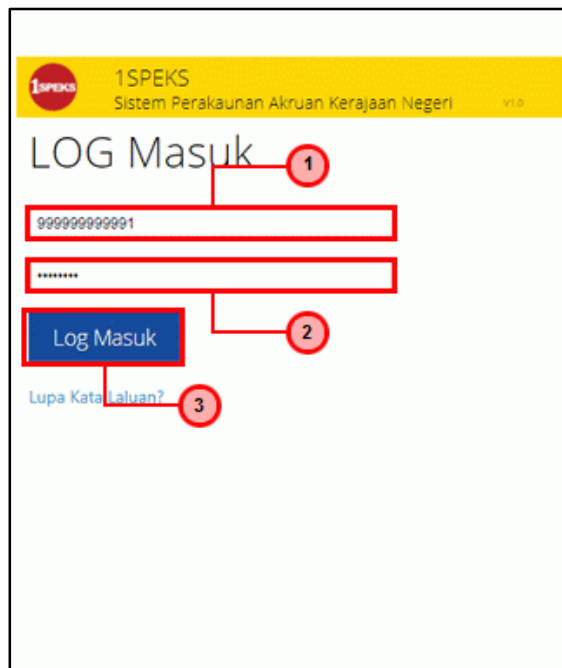 1SPEKS
1SPEKS
Sistem Perakaunan Akruan Kerajaan Negeri V1.0
LOG Masuk
1
999999999991
••••••••
2
Log Masuk
Lupa Kata Laluan?
3